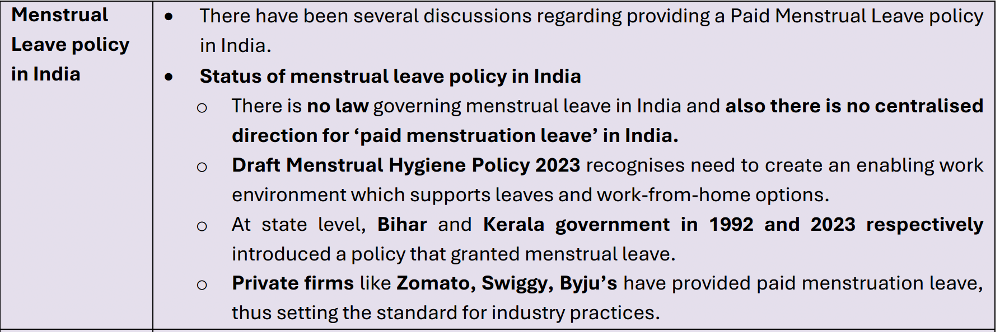 Menstrual
Leave policy
in India
• There have been several discussions regarding providing a Paid Menstrual Leave policy
in India.
• Status of menstrual leave policy in India
o There is no law governing menstrual leave in India and also there is no centralised
direction for ‘paid menstruation leave’ in India.
o Draft Menstrual Hygiene Policy 2023 recognises need to create an enabling work
environment which supports leaves and work-from-home options.
o At state level, Bihar and Kerala government in 1992 and 2023 respectively
introduced a policy that granted menstrual leave.
o Private firms like Zomato, Swiggy, Byju’s have provided paid menstruation leave,
thus setting the standard for industry practices.